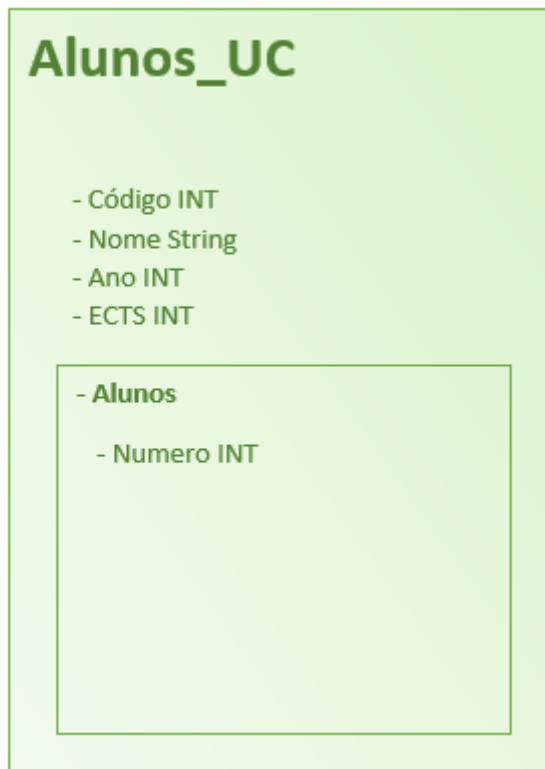 Alunos_UC
- Código INT
- Nome String
- Ano INT
- ECTS INT
- Alunos
- Numero INT